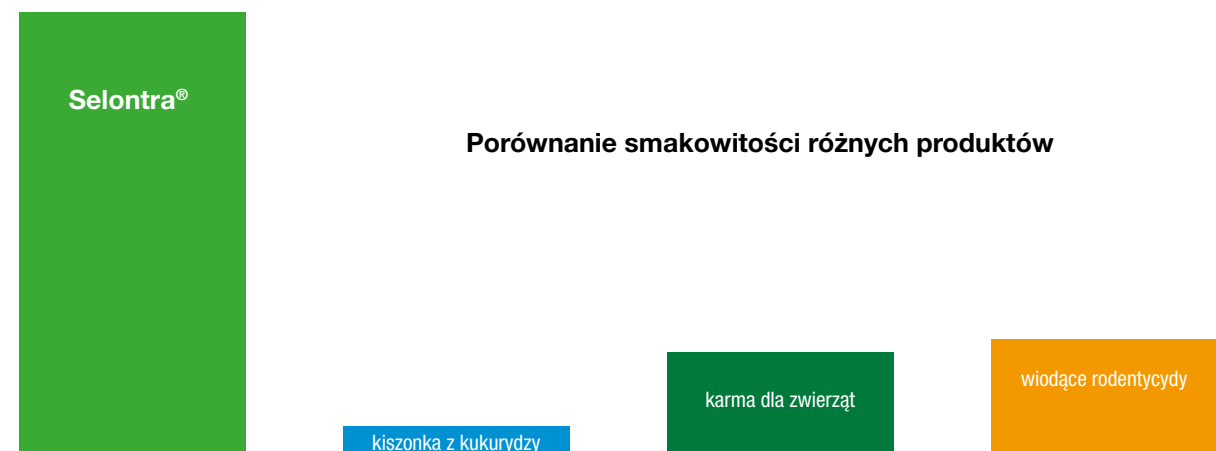 Selontra®
Porównanie smakowitości różnych produktów
wiodące rodentycydy
karma dla zwierząt
kiszonka z kukurydzy